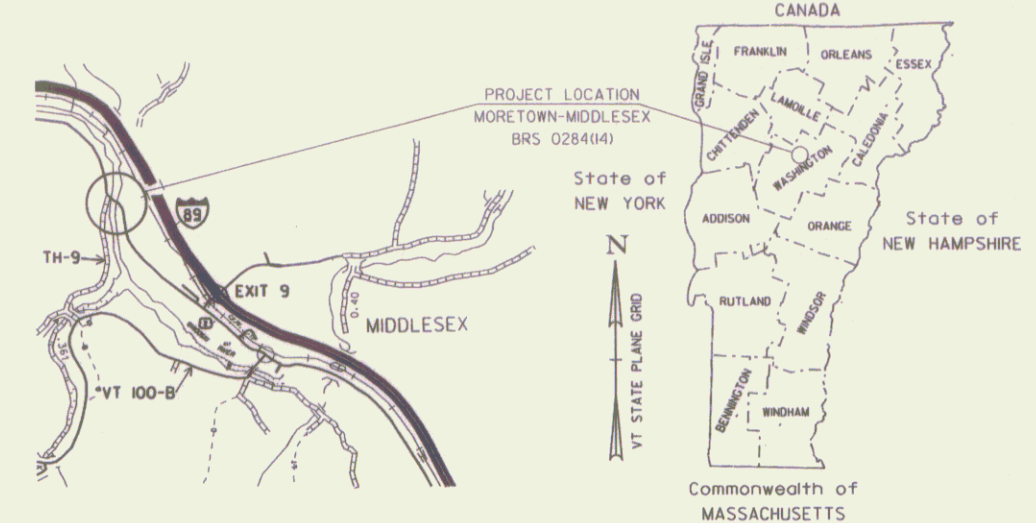 CANADA
GRAND ISLE
FRANKLIN
ORLEANS
ESSEX
PROJECT LOCATION
MORETOWN-MIDDLESEX
BRS 0284(14)
LAMOILLE
CHITTENDEN
CALEDONIA
WASHINGTON
State of
NEW YORK
89
ADDISON
ORANGE
State of
NEW HAMPSHIRE
N
TH-9
EXIT 9
0.40
MIDDLESEX
RUTLAND
WINDSOR
VT STATE PLANE GRID
.361
RIVER
VT 100-B
BENNINGTON
WINDHAM
Commonwealth of
MASSACHUSETTS